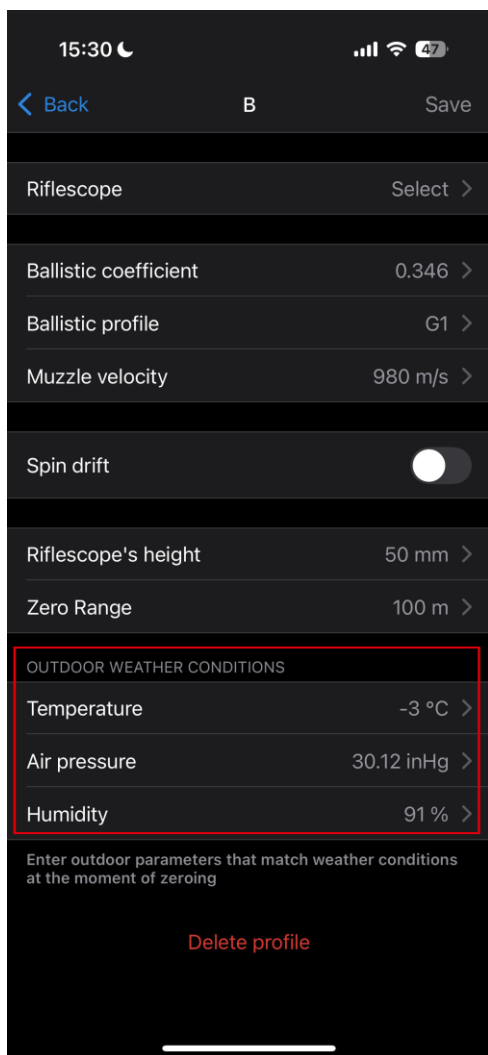 15:30
47
Back
B
Save
Riflescope Select
Ballistic coefficient 0.346
Ballistic profile G1
Muzzle velocity 980 m/s
Spin drift
Riflescope's height 50 mm
Zero Range 100 m
OUTDOOR WEATHER CONDITIONS
Temperature -3 °C
Air pressure 30.12 inHg
Humidity 91 %
Enter outdoor parameters that match weather conditions
at the moment of zeroing
Delete profile